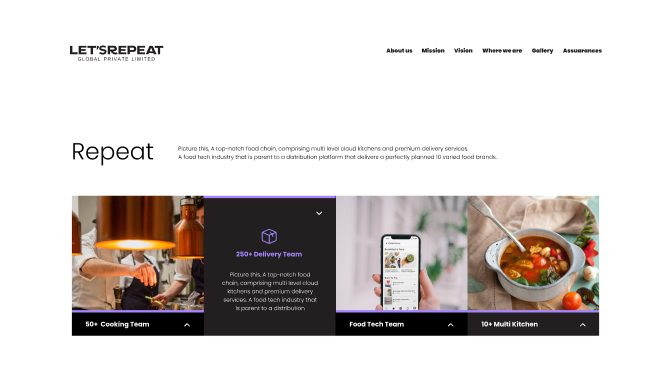 LET'SREPEAT
GLOBAL PRIVATE LIMITED
About us Mission Vision Where we are Gallery Assuarances
Repeat
Picture this, A top-notch food chain, comprising multi level cloud kitchens and premium delivery services
A food tech industry that is parent to a distribution platform that delivere a perfectly planned 10 varied food brands.
250+ Delivery Team
Picture this, A top-notch food
chain, comprising multi level cloud
kitchens and premium delivery
services. A food tech industry that
is parent to a distribution
50+ Cooking Team
Food Tech Team
10+ Multi Kitchen